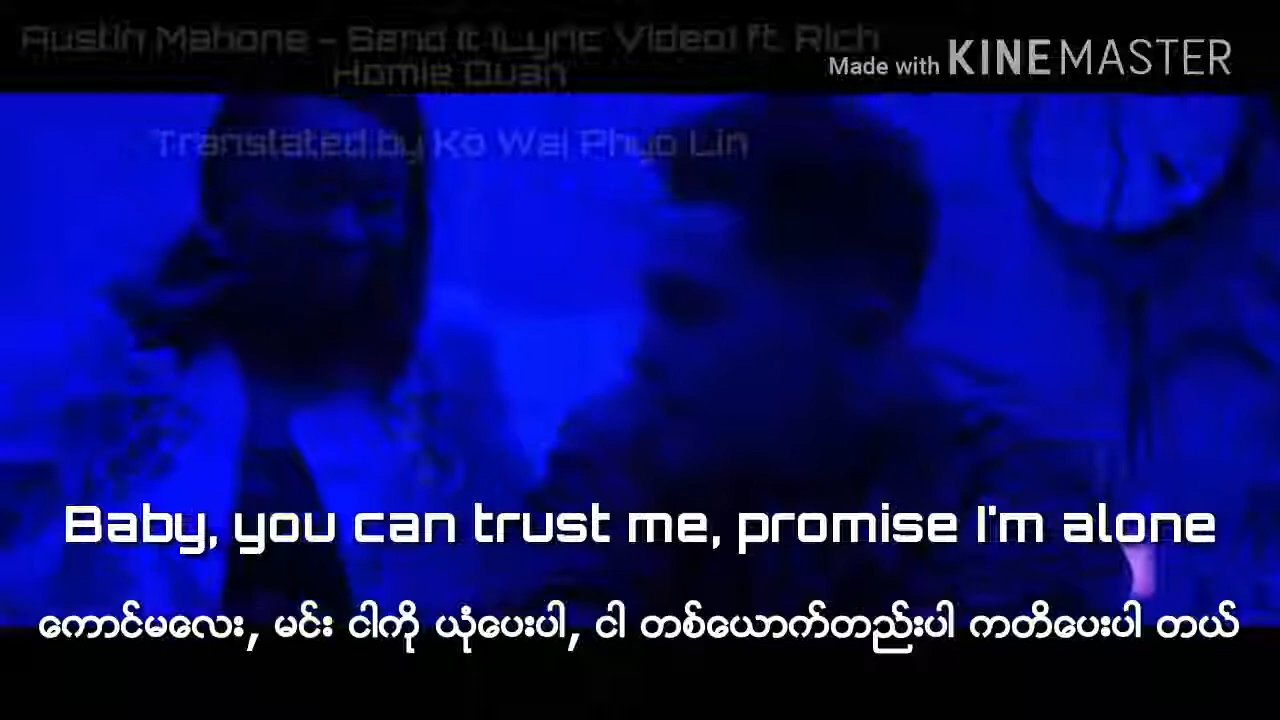 Austin Mahone - Send It (Lyric Video) ft. Rich
Homie Quan
Made with KINEMASTER
Translated by Ko Wai Phyo Lin
Baby, you can trust me, promise I'm alone
ကောင်မလေး, မင်း ငါ့ကို ယုံပေးပါ, ငါ တစ်ယောက်တည်းပါ ကတိပေးပါ တယ်